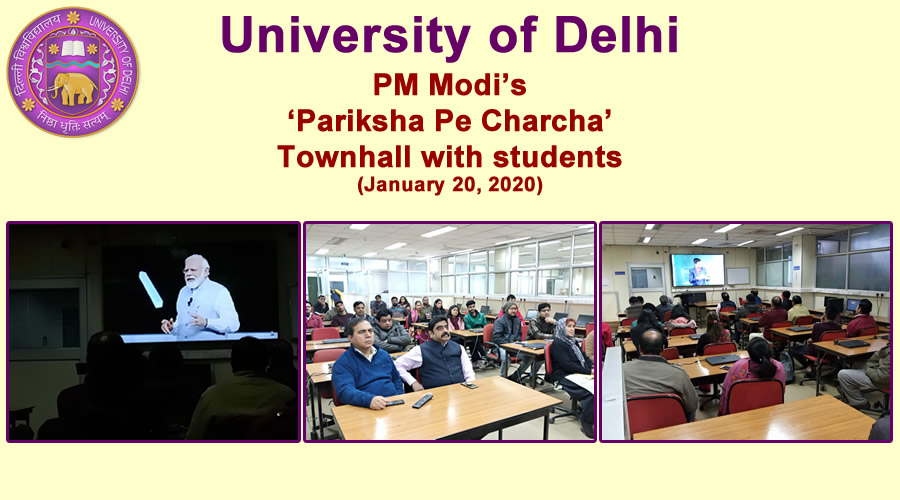 दिल्ली विश्वविद्यालय
UNIVERSITY OF DELHI
निष्ठा धृतिः सत्यम्
University of Delhi
PM Modi’s
‘Pariksha Pe Charcha’
Townhall with students
(January 20, 2020)